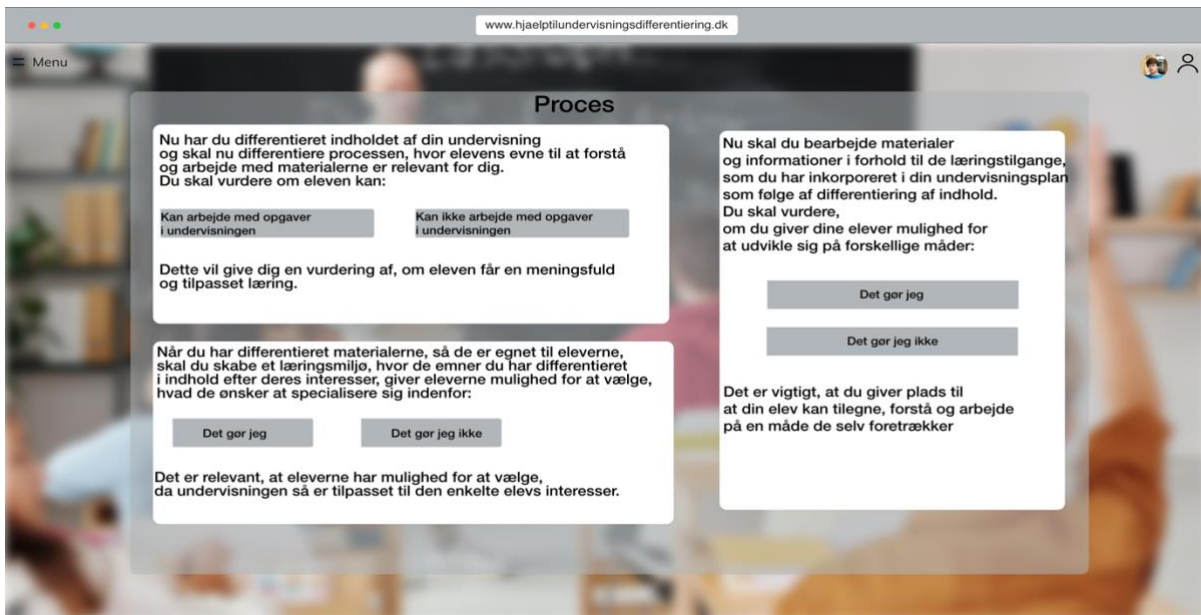 www.hjaelptilundervisningsdifferentiering.dk
Menu
Proces
Nu har du differentieret indholdet af din undervisning
og skal nu differentiere processen, hvor elevens evne til at forstå
og arbejde med materialerne er relevant for dig.
Du skal vurdere om eleven kan:
Kan arbejde med opgaver
i undervisningen
Kan ikke arbejde med opgaver
i undervisningen
Dette vil give dig en vurdering af, om eleven får en meningsfuld
og tilpasset læring.
Når du har differentieret materialerne, så de er egnet til eleverne,
skal du skabe et læringsmiljø, hvor de emner du har differentieret
i indhold efter deres interesser, giver eleverne mulighed for at vælge,
hvad de ønsker at specialisere sig indenfor:
Det gør jeg
Det gør jeg ikke
Det er relevant, at eleverne har mulighed for at vælge,
da undervisningen så er tilpasset til den enkelte elevs interesser.
Nu skal du bearbejde materialer
og informationer i forhold til de læringstilgange,
som du har inkorporeret i din undervisningsplan
som følge af differentiering af indhold.
Du skal vurdere,
om du giver dine elever mulighed for
at udvikle sig på forskellige måder:
Det gør jeg
Det gør jeg ikke
Det er vigtigt, at du giver plads til
at din elev kan tilegne, forstå og arbejde
på en måde de selv foretrækker